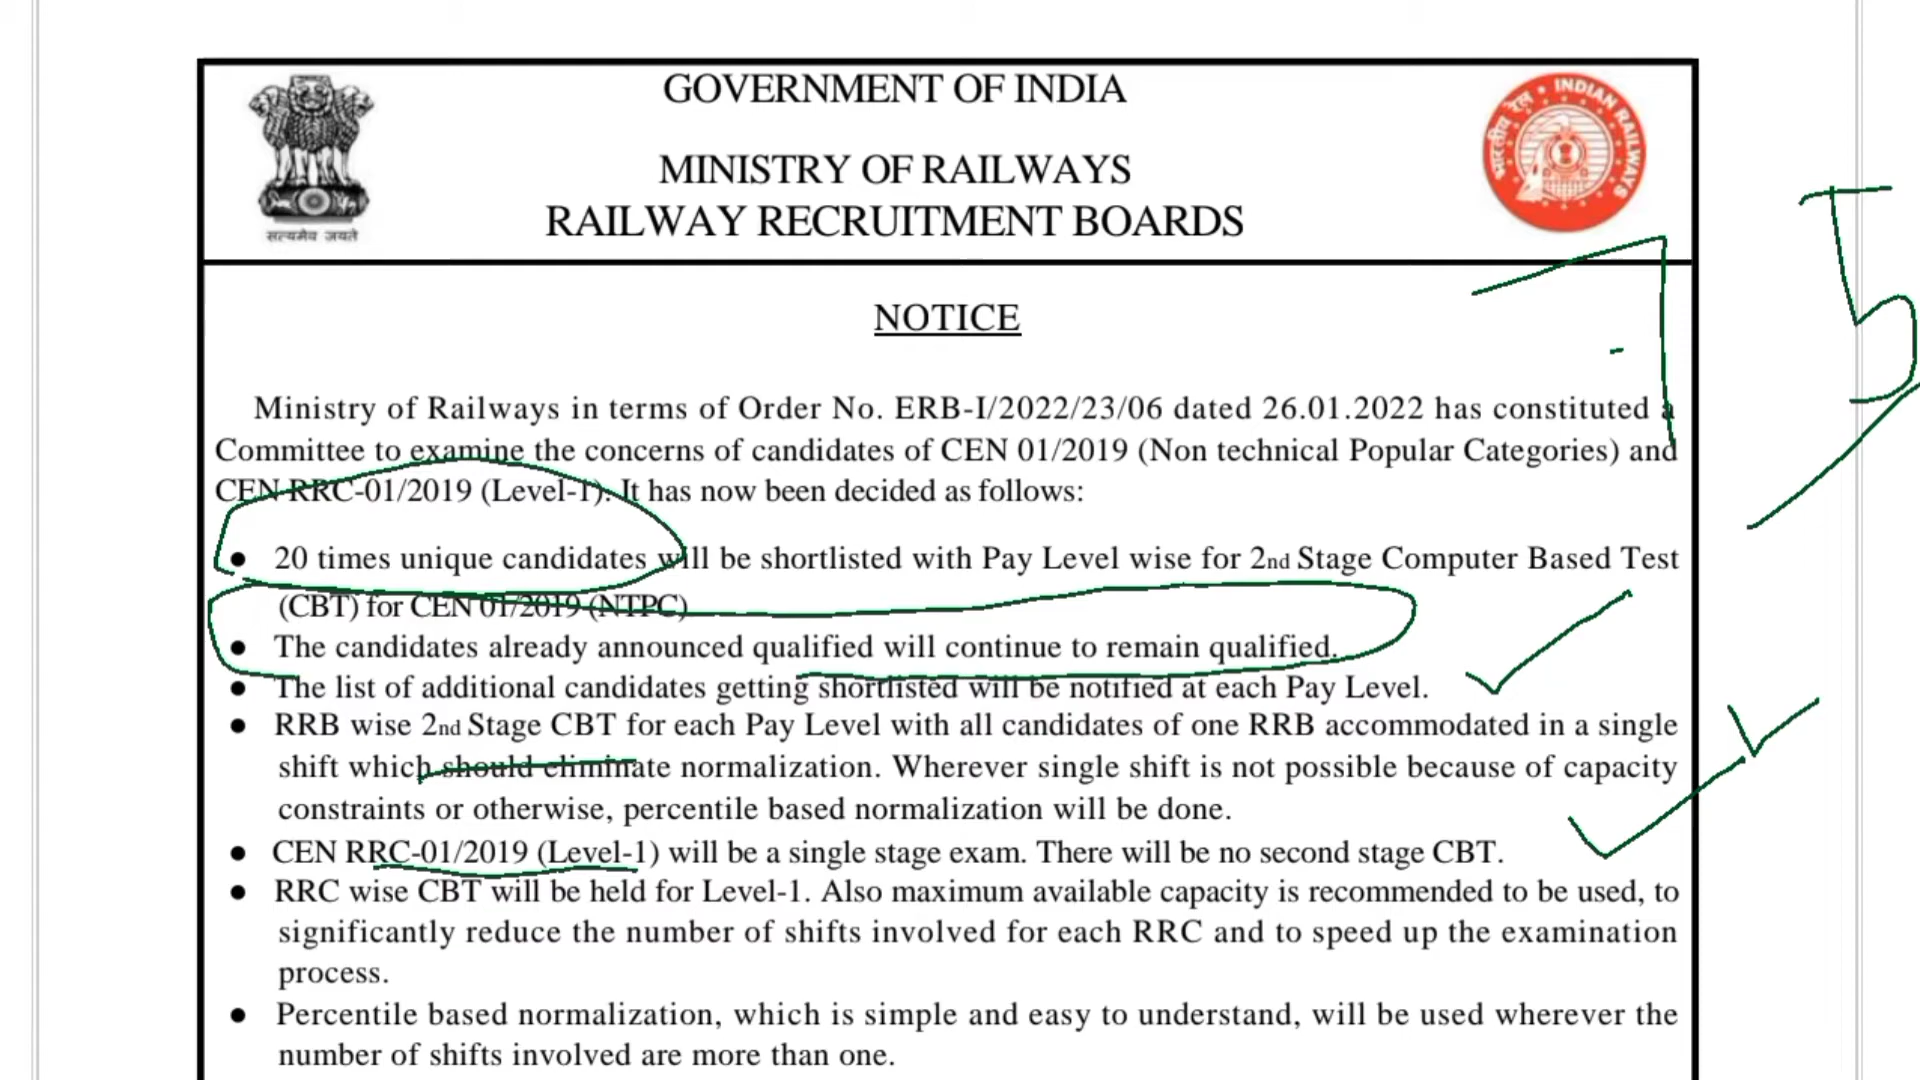 GOVERNMENT OF INDIA
MINISTRY OF RAILWAYS
RAILWAY RECRUITMENT BOARDS
सत्यमेव जयते
भारतीय रेल • INDIAN RAILWAYS
NOTICE
5
Ministry of Railways in terms of Order No. ERB-I/2022/23/06 dated 26.01.2022 has constituted a
Committee to examine the concerns of candidates of CEN 01/2019 (Non technical Popular Categories) and
CEN RRC-01/2019 (Level-1). It has now been decided as follows:
● 20 times unique candidates will be shortlisted with Pay Level wise for 2nd Stage Computer Based Test
(CBT) for CEN 01/2019 (NTPC)
● The candidates already announced qualified will continue to remain qualified.
● The list of additional candidates getting shortlisted will be notified at each Pay Level.
● RRB wise 2nd Stage CBT for each Pay Level with all candidates of one RRB accommodated in a single
shift which should eliminate normalization. Wherever single shift is not possible because of capacity
constraints or otherwise, percentile based normalization will be done.
● CEN RRC-01/2019 (Level-1) will be a single stage exam. There will be no second stage CBT.
● RRC wise CBT will be held for Level-1. Also maximum available capacity is recommended to be used, to
significantly reduce the number of shifts involved for each RRC and to speed up the examination
process.
● Percentile based normalization, which is simple and easy to understand, will be used wherever the
number of shifts involved are more than one.